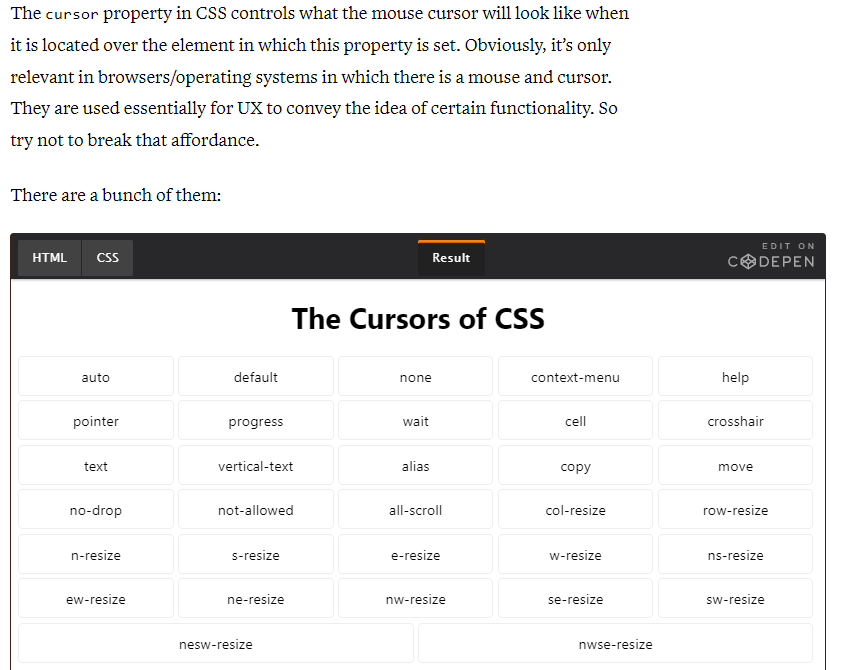 The cursor property in CSS controls what the mouse cursor will look like when
it is located over the element in which this property is set. Obviously, it’s only
relevant in browsers/operating systems in which there is a mouse and cursor.
They are used essentially for UX to convey the idea of certain functionality. So
try not to break that affordance.
There are a bunch of them:
HTML CSS Result EDIT ON
CODEPEN
The Cursors of CSS
auto default none context-menu help
pointer progress wait cell crosshair
text vertical-text alias copy move
no-drop not-allowed all-scroll col-resize row-resize
n-resize s-resize e-resize w-resize ns-resize
ew-resize ne-resize nw-resize se-resize sw-resize
nesw-resize nwse-resize